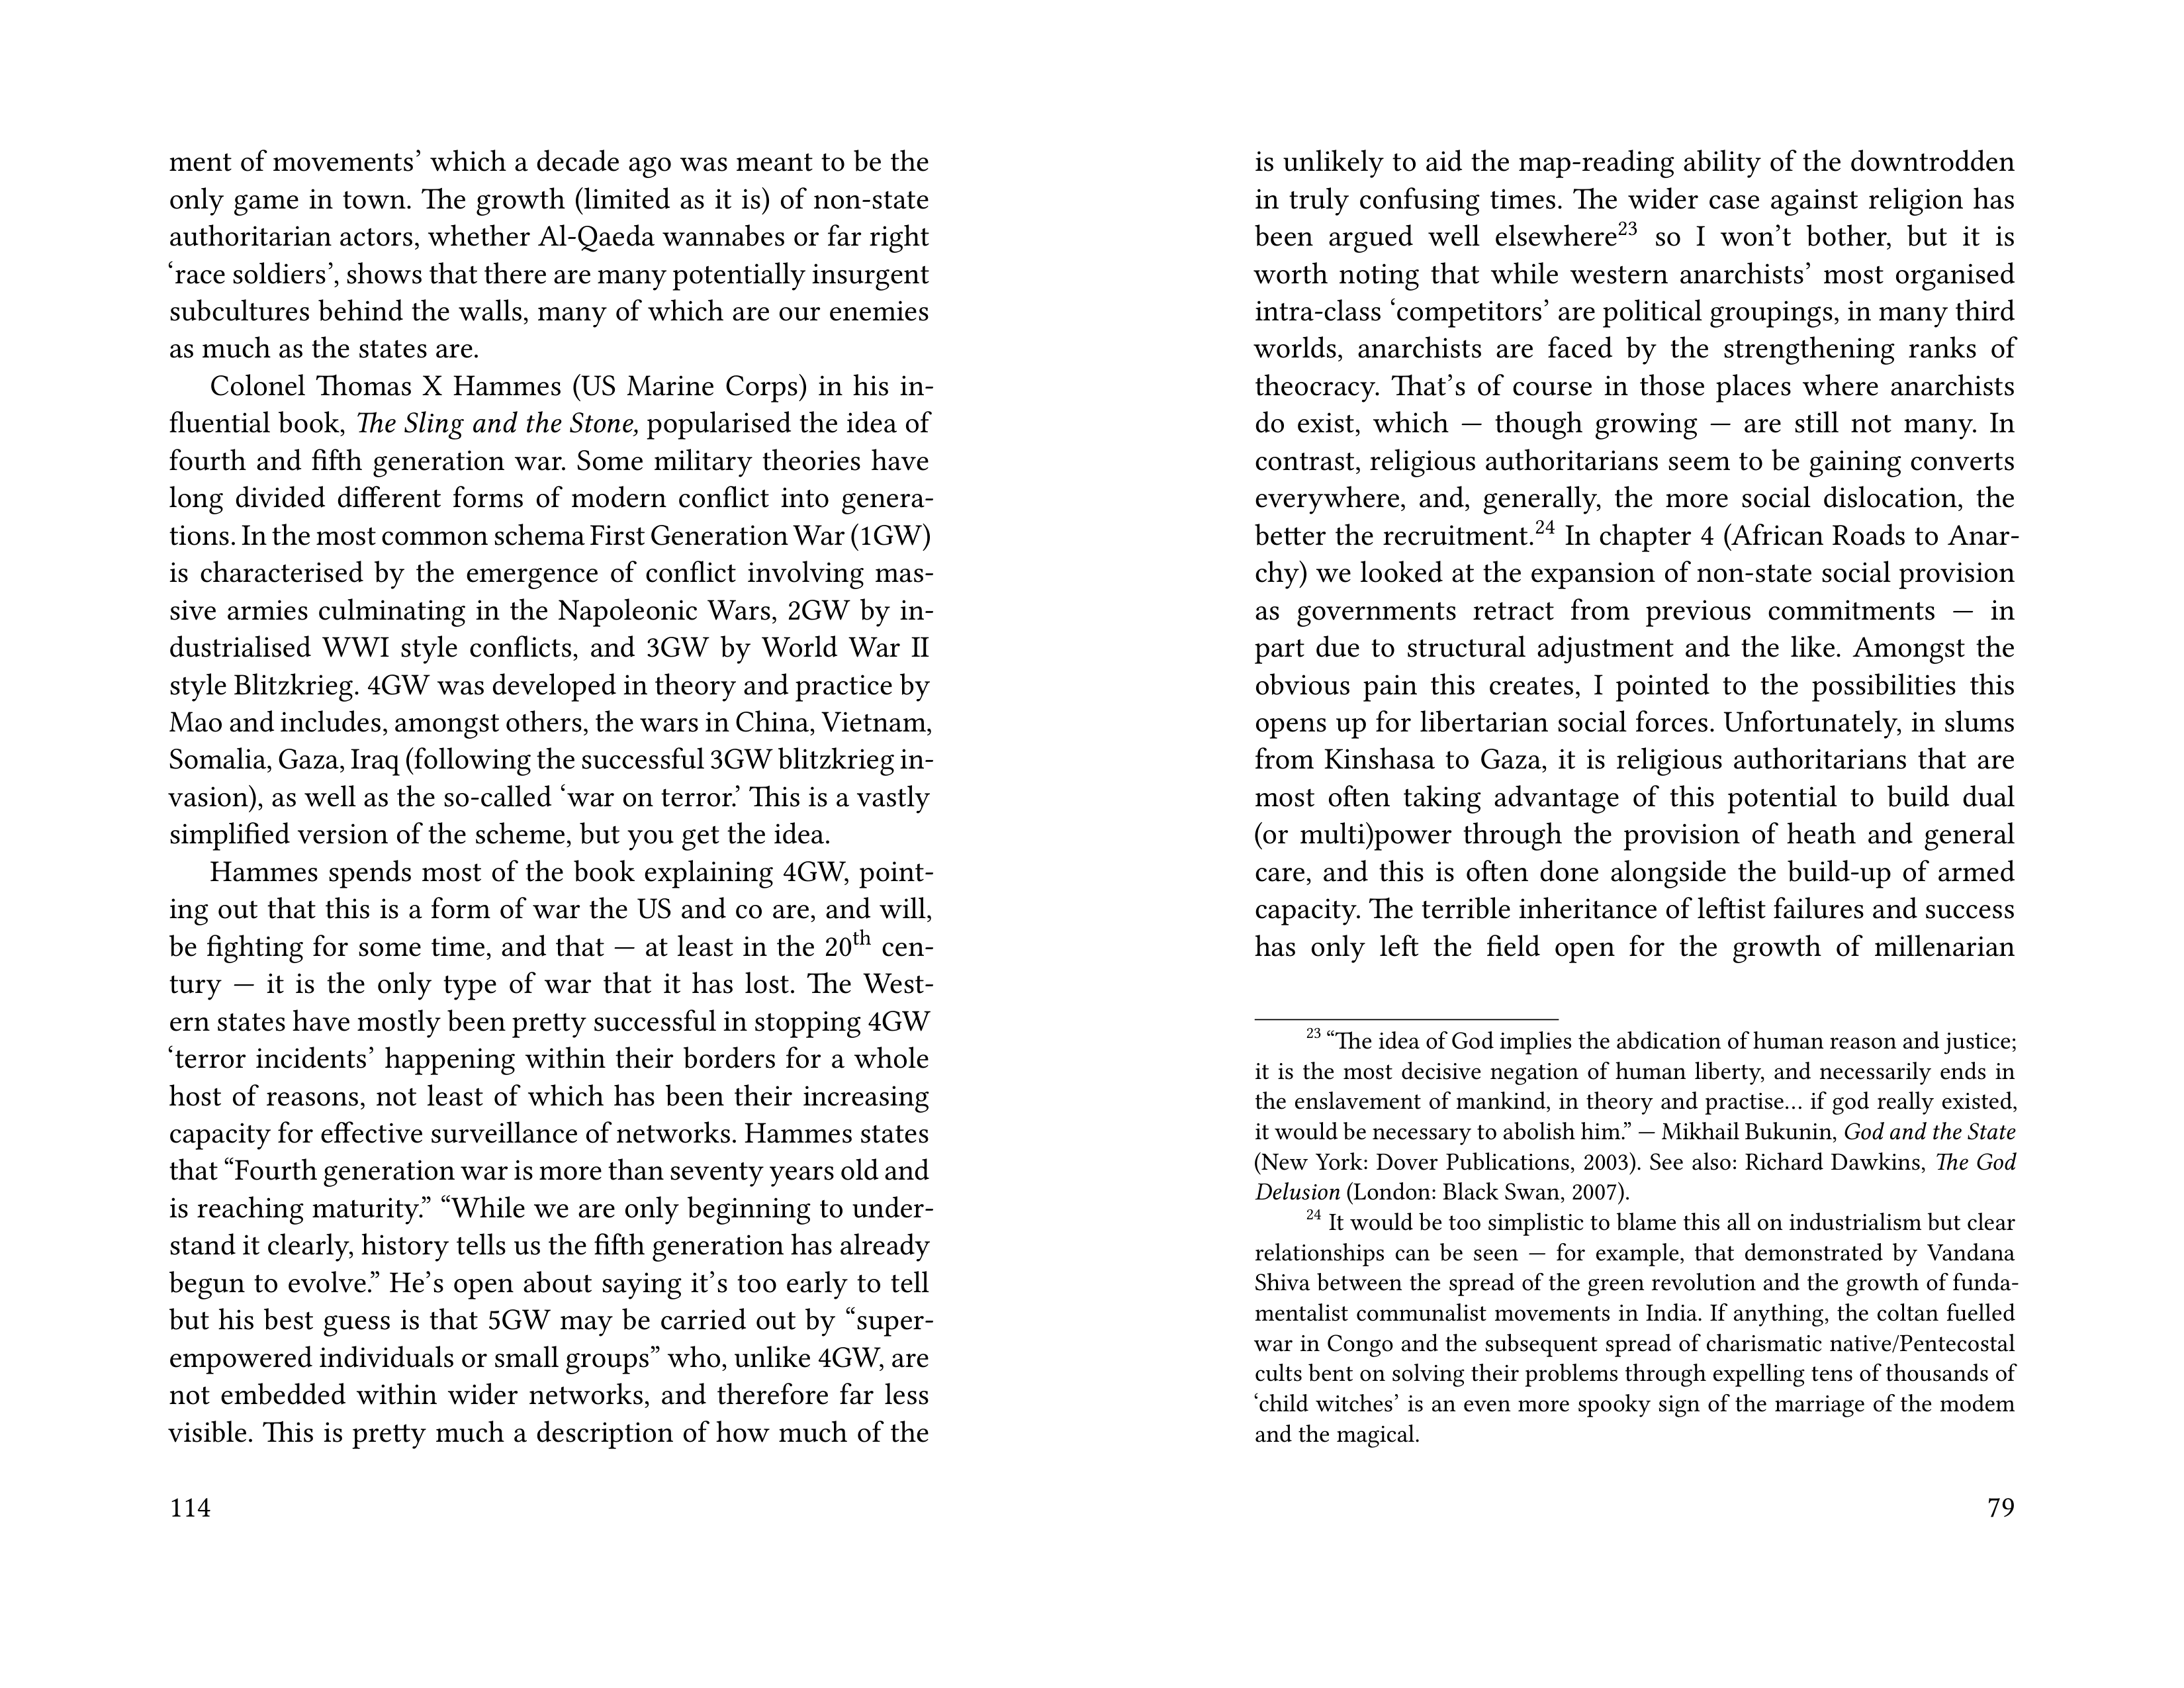 ment of movements’ which a decade ago was meant to be the
only game in town. The growth (limited as it is) of non-state
authoritarian actors, whether Al-Qaeda wannabes or far right
‘race soldiers’, shows that there are many potentially insurgent
subcultures behind the walls, many of which are our enemies
as much as the states are.
Colonel Thomas X Hammes (US Marine Corps) in his in-
fluential book, The Sling and the Stone, popularised the idea of
fourth and fifth generation war. Some military theories have
long divided different forms of modern conflict into genera-
tions. In the most common schema First Generation War (1GW)
is characterised by the emergence of conflict involving mas-
sive armies culminating in the Napoleonic Wars, 2GW by in-
dustrialised WWI style conflicts, and 3GW by World War II
style Blitzkrieg. 4GW was developed in theory and practice by
Mao and includes, amongst others, the wars in China, Vietnam,
Somalia, Gaza, Iraq (following the successful 3GW blitzkrieg in-
vasion), as well as the so-called ‘war on terror.’ This is a vastly
simplified version of the scheme, but you get the idea.
Hammes spends most of the book explaining 4GW, point-
ing out that this is a form of war the US and co are, and will,
be fighting for some time, and that — at least in the 20th cen-
tury — it is the only type of war that it has lost. The West-
ern states have mostly been pretty successful in stopping 4GW
‘terror incidents’ happening within their borders for a whole
host of reasons, not least of which has been their increasing
capacity for effective surveillance of networks. Hammes states
that “Fourth generation war is more than seventy years old and
is reaching maturity.” “While we are only beginning to under-
stand it clearly, history tells us the fifth generation has already
begun to evolve.” He’s open about saying it’s too early to tell
but his best guess is that 5GW may be carried out by “super-
empowered individuals or small groups” who, unlike 4GW, are
not embedded within wider networks, and therefore far less
visible. This is pretty much a description of how much of the
114
is unlikely to aid the map-reading ability of the downtrodden
in truly confusing times. The wider case against religion has
been argued well elsewhere23 so I won’t bother, but it is
worth noting that while western anarchists’ most organised
intra-class ‘competitors’ are political groupings, in many third
worlds, anarchists are faced by the strengthening ranks of
theocracy. That’s of course in those places where anarchists
do exist, which — though growing — are still not many. In
contrast, religious authoritarians seem to be gaining converts
everywhere, and, generally, the more social dislocation, the
better the recruitment.24 In chapter 4 (African Roads to Anar-
chy) we looked at the expansion of non-state social provision
as governments retract from previous commitments — in
part due to structural adjustment and the like. Amongst the
obvious pain this creates, I pointed to the possibilities this
opens up for libertarian social forces. Unfortunately, in slums
from Kinshasa to Gaza, it is religious authoritarians that are
most often taking advantage of this potential to build dual
(or multi)power through the provision of heath and general
care, and this is often done alongside the build-up of armed
capacity. The terrible inheritance of leftist failures and success
has only left the field open for the growth of millenarian
23 “The idea of God implies the abdication of human reason and justice;
it is the most decisive negation of human liberty, and necessarily ends in
the enslavement of mankind, in theory and practise… if god really existed,
it would be necessary to abolish him.” — Mikhail Bukunin, God and the State
(New York: Dover Publications, 2003). See also: Richard Dawkins, The God
Delusion (London: Black Swan, 2007).
24 It would be too simplistic to blame this all on industrialism but clear
relationships can be seen — for example, that demonstrated by Vandana
Shiva between the spread of the green revolution and the growth of funda-
mentalist communalist movements in India. If anything, the coltan fuelled
war in Congo and the subsequent spread of charismatic native/Pentecostal
cults bent on solving their problems through expelling tens of thousands of
‘child witches’ is an even more spooky sign of the marriage of the modem
and the magical.
79